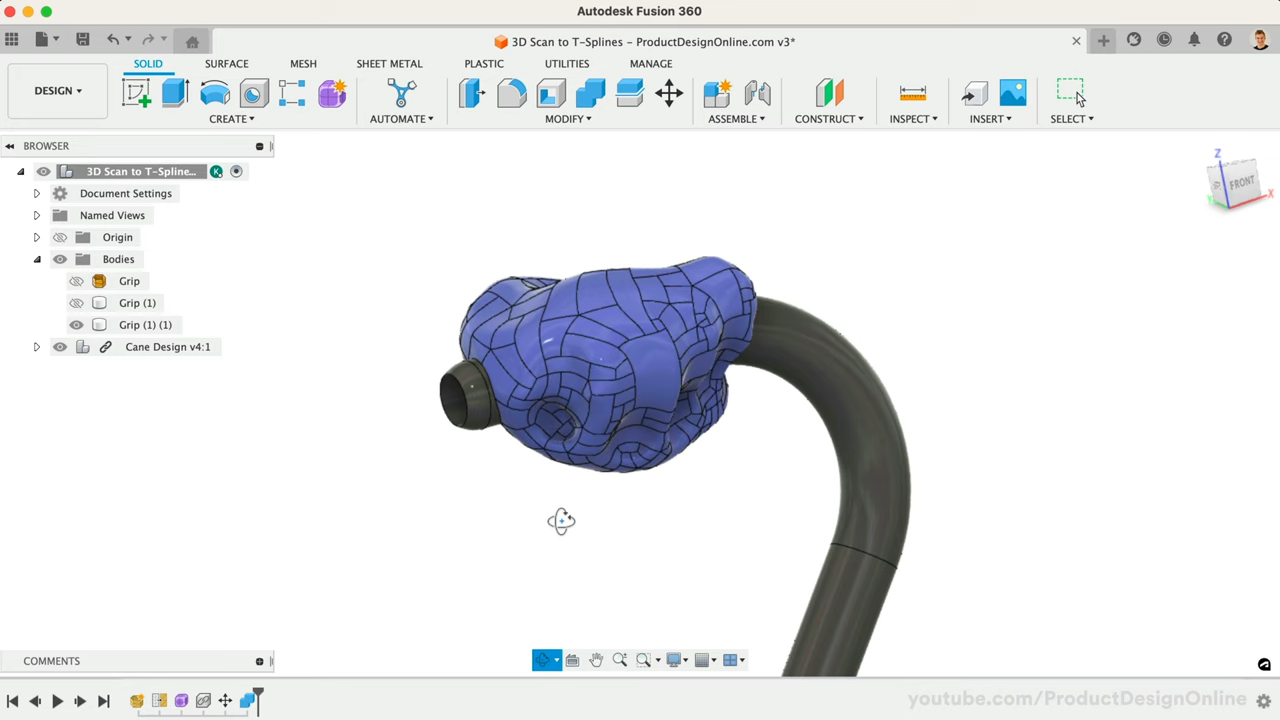 Autodesk Fusion 360
3D Scan to T-Splines – ProductDesignOnline.com v3*
DESIGN
SOLID SURFACE MESH SHEET METAL PLASTIC UTILITIES MANAGE
CREATE AUTOMATE MODIFY ASSEMBLE CONSTRUCT INSPECT INSERT SELECT
BROWSER
3D Scan to T-Spline...
Document Settings
Named Views
Origin
Bodies
Grip
Grip (1)
Grip (1) (1)
Cane Design v4:1
Z
FRONT
X
COMMENTS
youtube.com/ProductDesignOnline